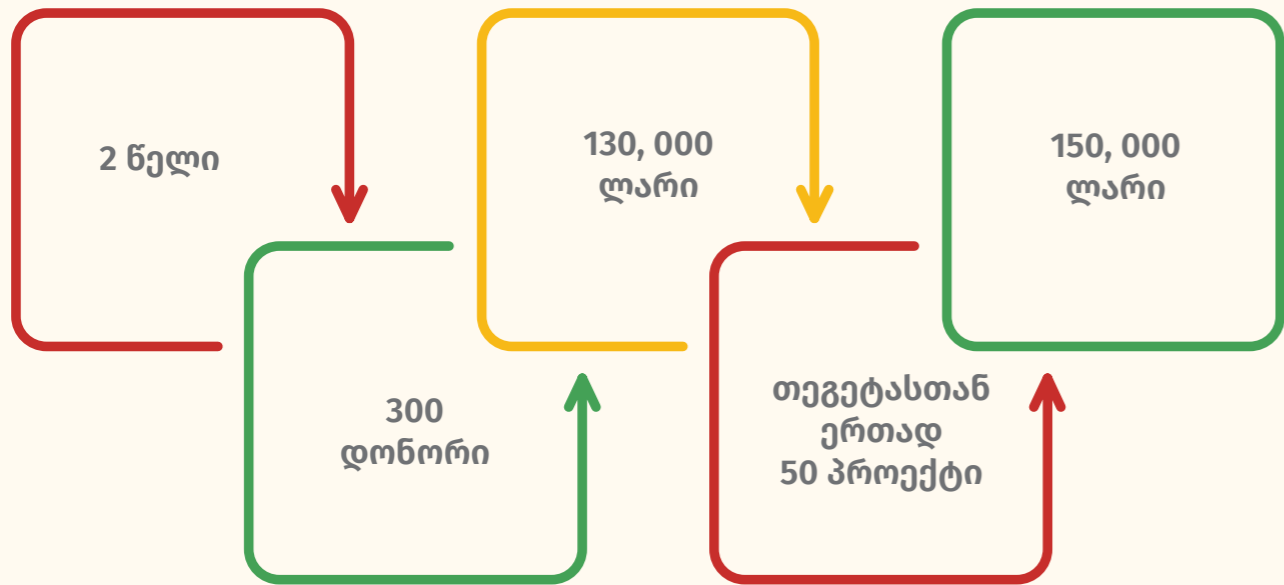 2 წელი
300
დონორი
130, 000
ლარი
თეგეტასთან
ერთად
50 პროექტი
150, 000
ლარი